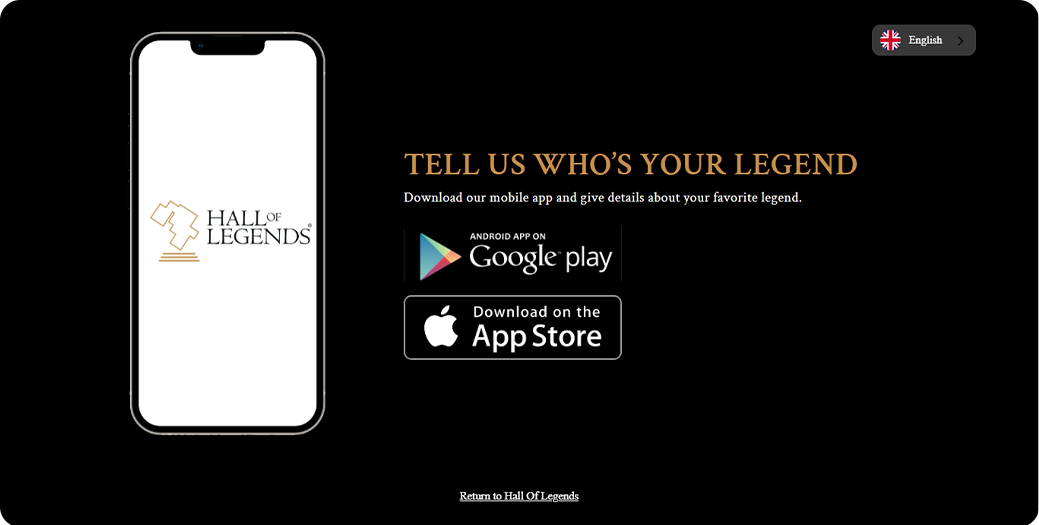 English
HALL OF
LEGENDS®
TELL US WHO’S YOUR LEGEND
Download our mobile app and give details about your favorite legend.
ANDROID APP ON
Google™ play
Download on the
App Store
Return to Hall Of Legends